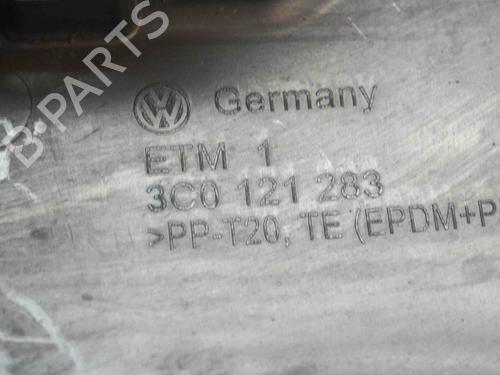 B-PARTS
Germany
ETM 1
3C0 121 283
>PP-T20, TE (EPDM+P